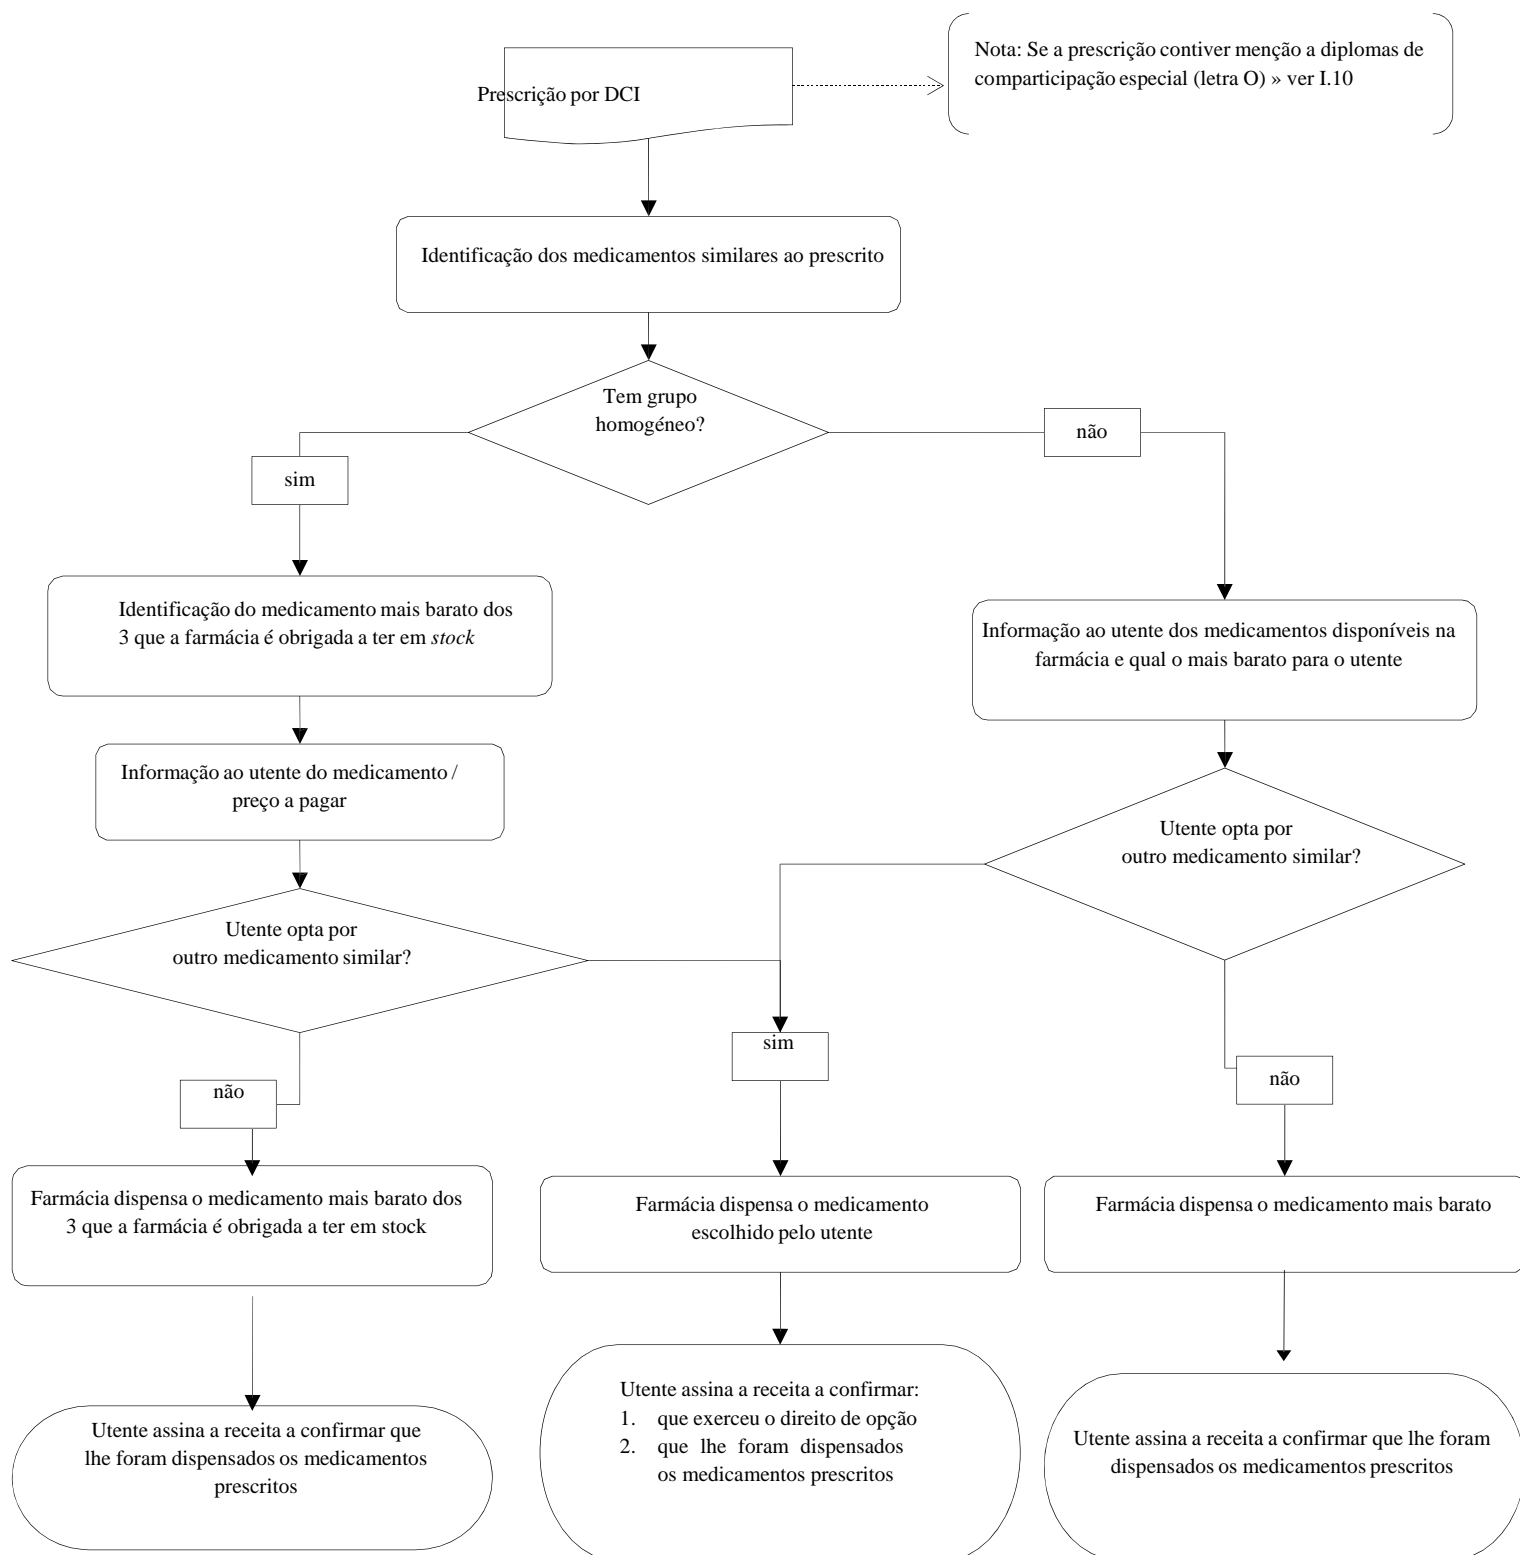 Nota: Se a prescrição contiver menção a diplomas de
comparticipação especial (letra O) » ver I.10
Prescrição por DCI
Identificação dos medicamentos similares ao prescrito
Tem grupo
homogéneo?
não
sim
Identificação do medicamento mais barato dos
3 que a farmácia é obrigada a ter em stock
Informação ao utente dos medicamentos disponíveis na
farmácia e qual o mais barato para o utente
Informação ao utente do medicamento /
preço a pagar
Utente opta por
outro medicamento similar?
Utente opta por
outro medicamento similar?
sim
não
não
Farmácia dispensa o medicamento mais barato dos
3 que a farmácia é obrigada a ter em stock
Farmácia dispensa o medicamento
escolhido pelo utente
Farmácia dispensa o medicamento mais barato
Utente assina a receita a confirmar que
lhe foram dispensados os medicamentos
prescritos
Utente assina a receita a confirmar:
1. que exerceu o direito de opção
2. que lhe foram dispensados
os medicamentos prescritos
Utente assina a receita a confirmar que lhe foram
dispensados os medicamentos prescritos